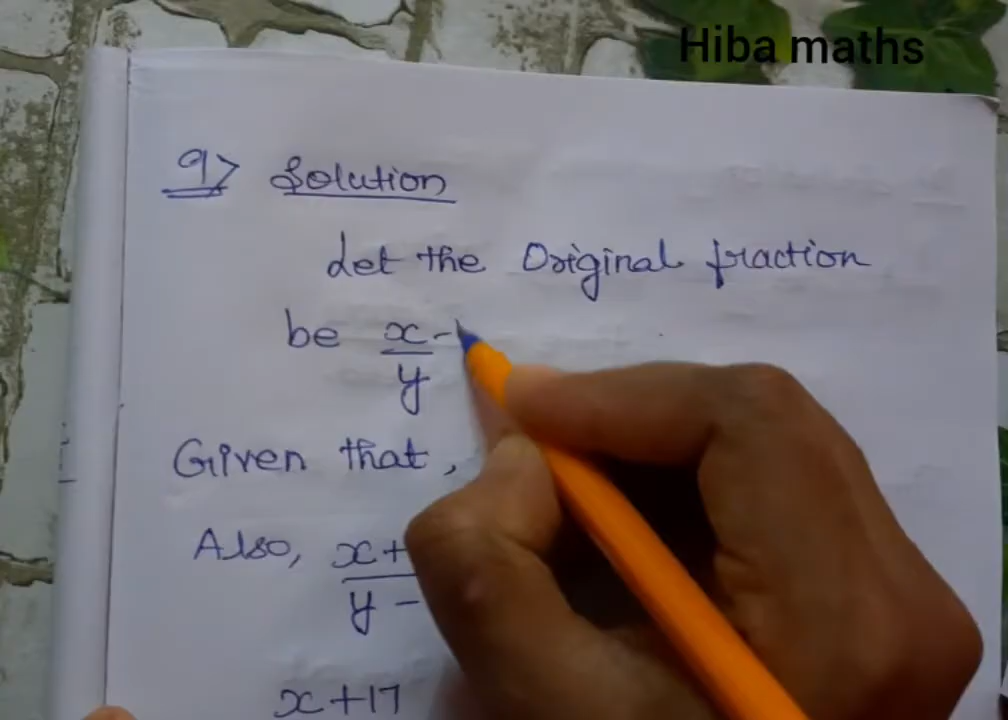 Hiba maths
9> Solution
Let the Original fraction
be x/y -
Given that,
Also, x+
y -
x+17